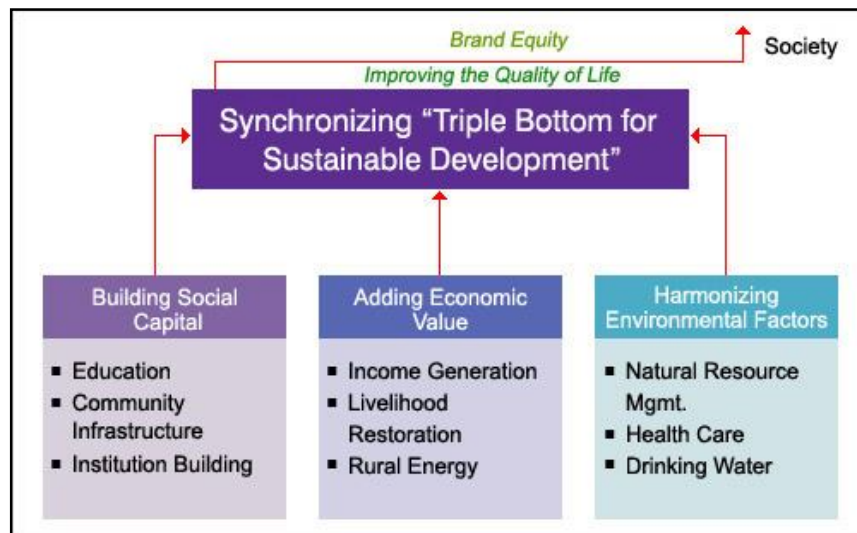 Brand Equity
Society
Improving the Quality of Life
Synchronizing “Triple Bottom for
Sustainable Development”
Building Social
Capital
▪ Education
▪ Community
Infrastructure
▪ Institution Building
Adding Economic
Value
▪ Income Generation
▪ Livelihood
Restoration
▪ Rural Energy
Harmonizing
Environmental Factors
▪ Natural Resource
Mgmt.
▪ Health Care
▪ Drinking Water